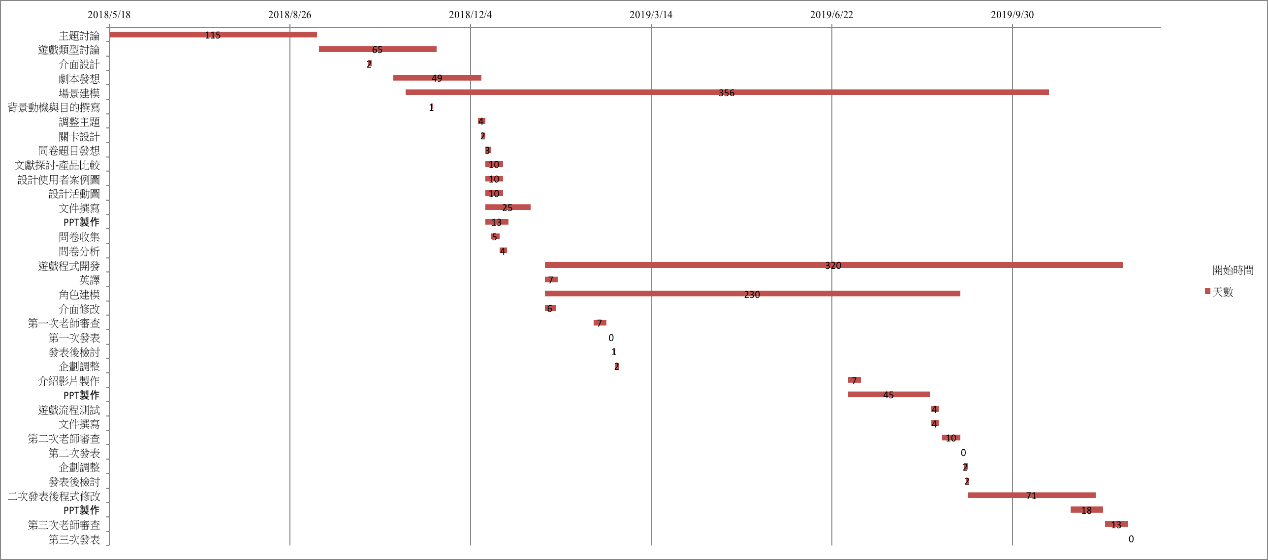 2018/5/18 2018/8/26 2018/12/4 2019/3/14 2019/6/22 2019/9/30
主題討論 115
遊戲類型討論 65
介面設計 2
劇本發想 49
場景建模 356
背景動機與目的撰寫 1
調整主題 4
關卡設計 2
問卷題目發想 3
文獻探討-產品比較 10
設計使用者案例圖 10
設計活動圖 10
文件撰寫 25
PPT製作 13
問卷收集 5
問卷分析 4
遊戲程式開發 320
英譯 7
角色建模 230
介面修改 6
第一次老師審查 7
第一次發表 0
發表後檢討 1
企劃調整 2
介紹影片製作 7
PPT製作 45
遊戲流程測試 4
文件撰寫 4
第二次老師審查 10
第二次發表 0
企劃調整 2
發表後檢討 2
二次發表後程式修改 71
PPT製作 18
第三次老師審查 13
第三次發表 0
開始時間
天數